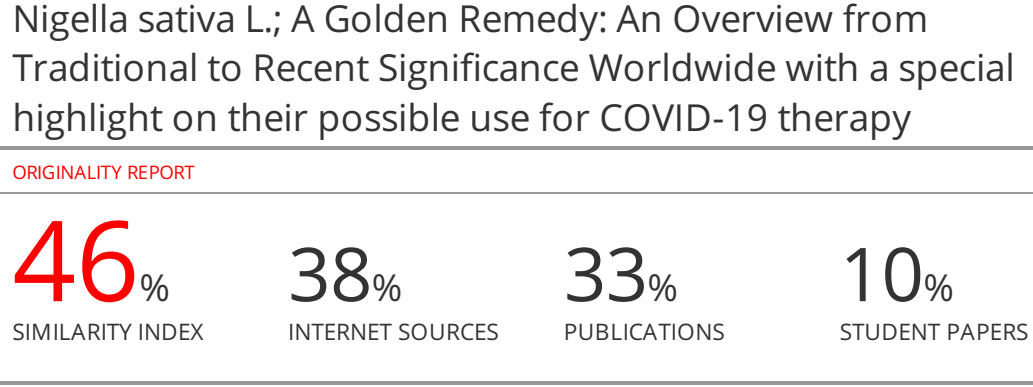 Nigella sativa L.; A Golden Remedy: An Overview from
Traditional to Recent Significance Worldwide with a special
highlight on their possible use for COVID-19 therapy
ORIGINALITY REPORT
46% 38% 33% 10%
SIMILARITY INDEX INTERNET SOURCES PUBLICATIONS STUDENT PAPERS